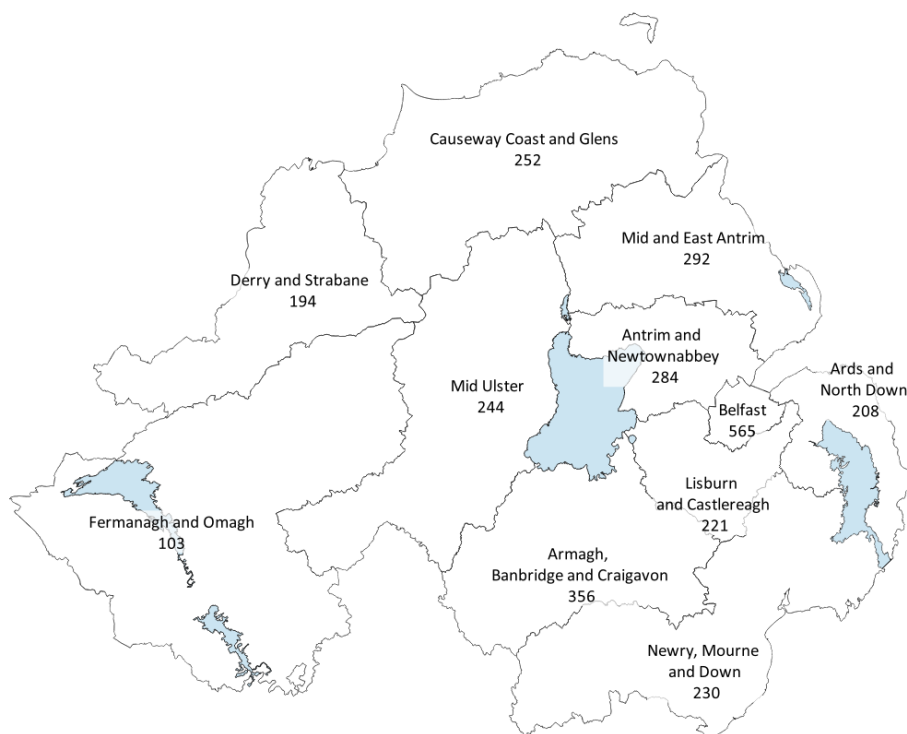 Causeway Coast and Glens
252
Mid and East Antrim
292
Derry and Strabane
194
Antrim and
Newtownabbey
284
Mid Ulster
244
Ards and
North Down
208
Belfast
565
Lisburn
and Castlereagh
221
Fermanagh and Omagh
103
Armagh,
Banbridge and Craigavon
356
Newry, Mourne
and Down
230